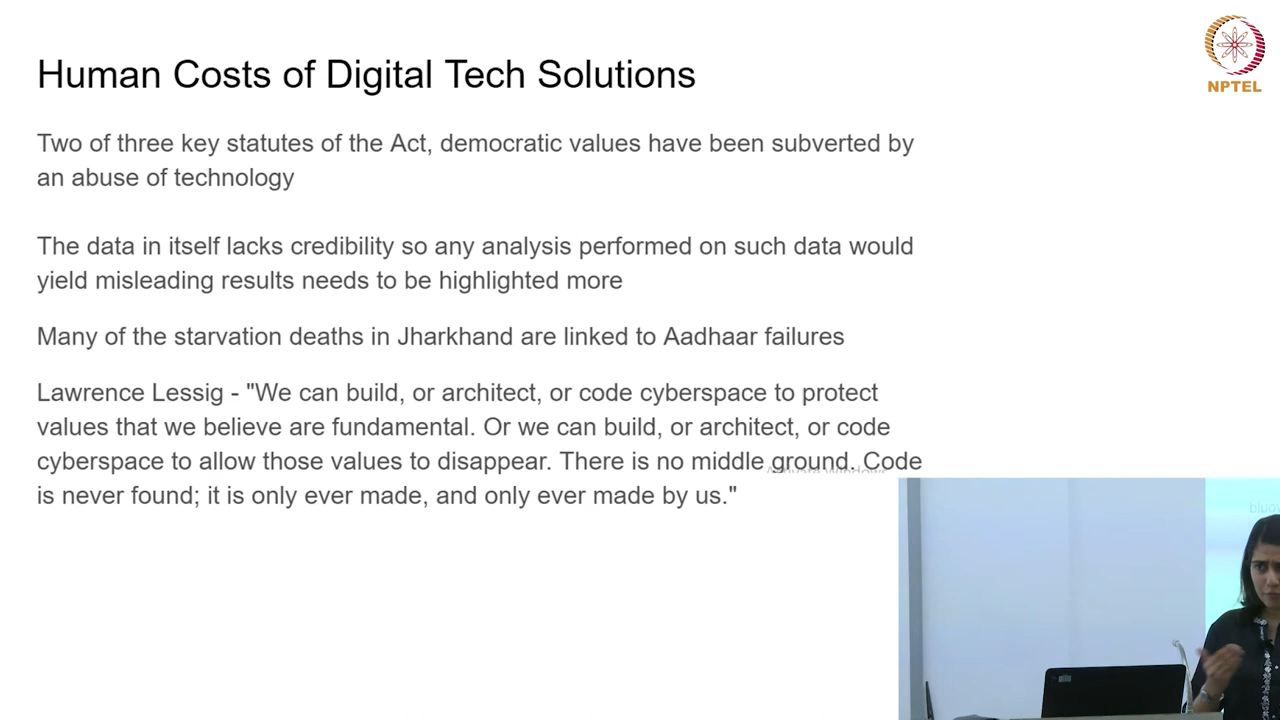 NPTEL
Human Costs of Digital Tech Solutions
Two of three key statutes of the Act, democratic values have been subverted by
an abuse of technology
The data in itself lacks credibility so any analysis performed on such data would
yield misleading results needs to be highlighted more
Many of the starvation deaths in Jharkhand are linked to Aadhaar failures
Lawrence Lessig - "We can build, or architect, or code cyberspace to protect
values that we believe are fundamental. Or we can build, or architect, or code
cyberspace to allow those values to disappear. There is no middle ground. Code
is never found; it is only ever made, and only ever made by us."